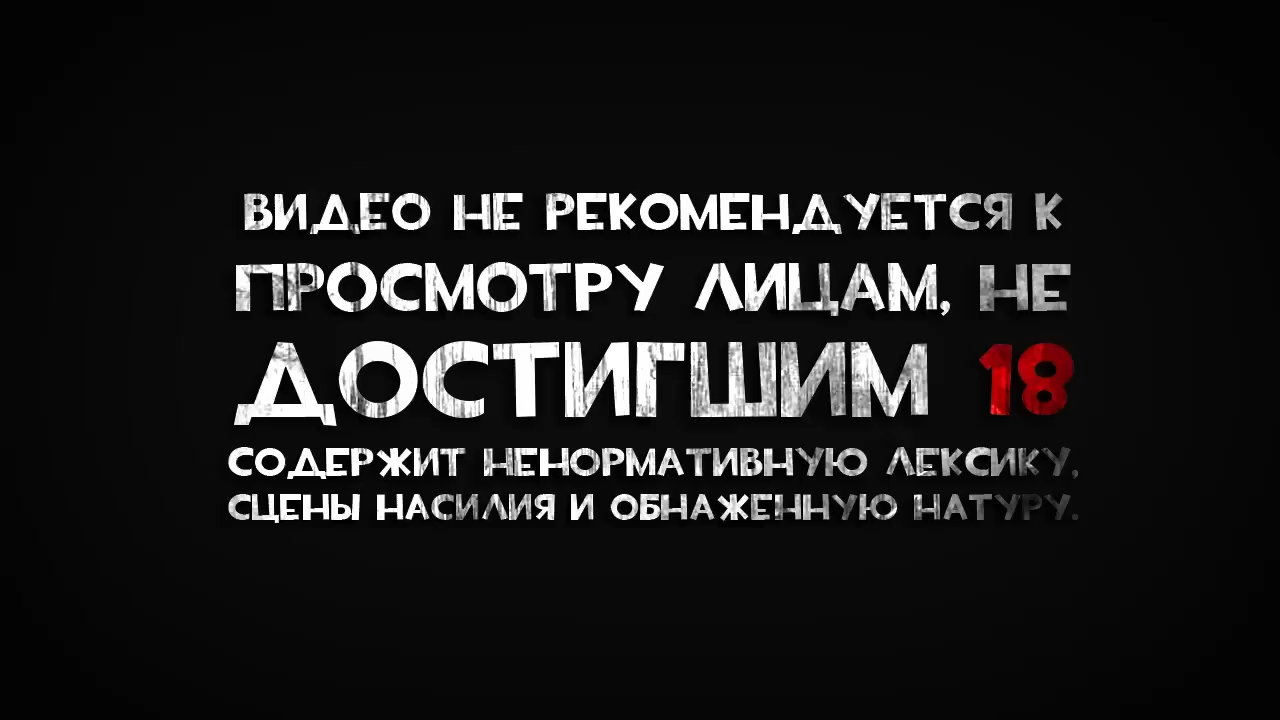 ВИДЕО НЕ РЕКОМЕНДУЕТСЯ К
ПРОСМОТРУ ЛИЦАМ, НЕ
ДОСТИГШИМ 18
СОДЕРЖИТ НЕНОРМАТИВНУЮ ЛЕКСИКУ,
СЦЕНЫ НАСИЛИЯ И ОБНАЖЕННУЮ НАТУРУ.